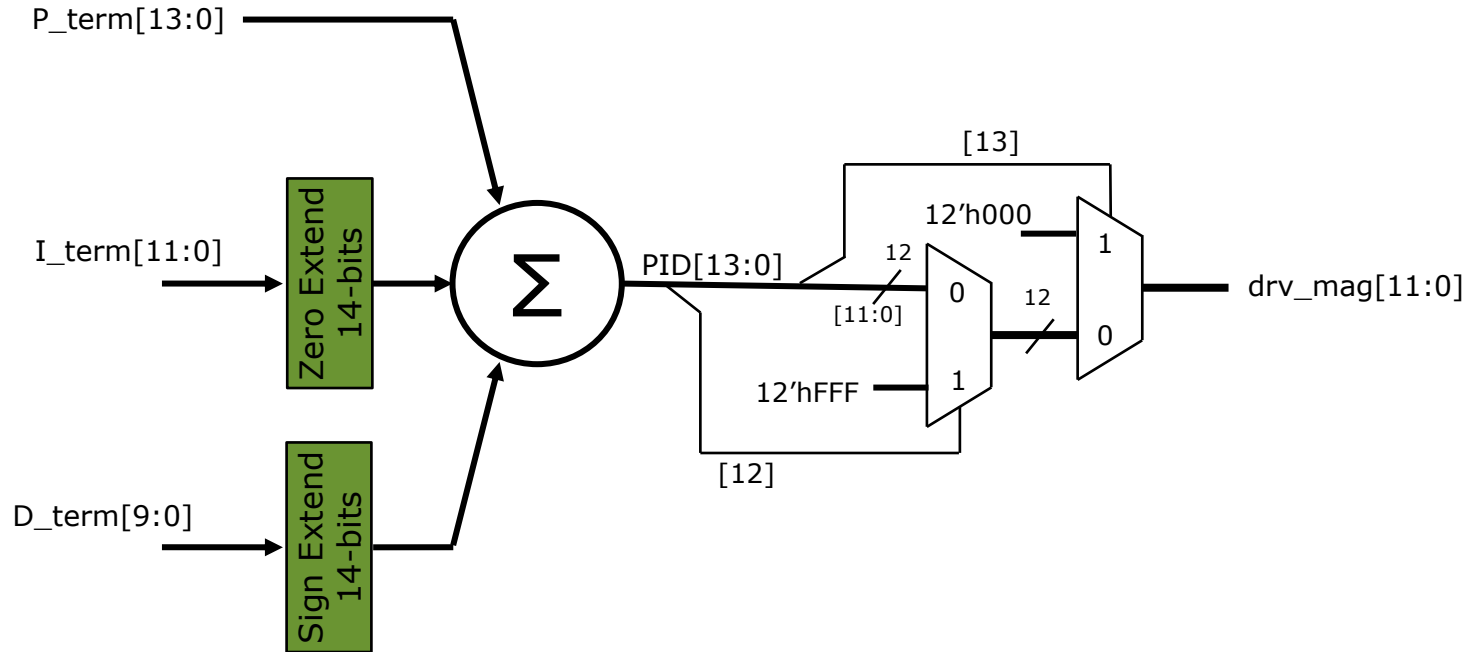 P_term[13:0]
I_term[11:0]
Zero Extend
14-bits
D_term[9:0]
Sign Extend
14-bits
Σ
PID[13:0]
12
[11:0]
[13]
12’h000
1
0
12
0
1
12’hFFF
[12]
drv_mag[11:0]